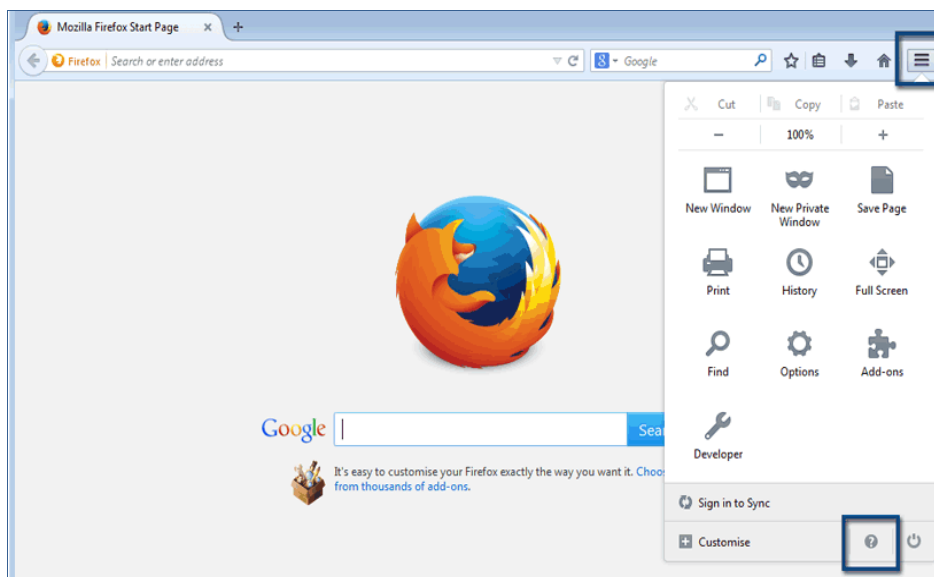 Mozilla Firefox Start Page
Firefox Search or enter address
8 Google
Cut Copy Paste
100%
New Window New Private Window Save Page
Print History Full Screen
Find Options Add-ons
Developer
Google
It's easy to customise your Firefox exactly the way you want it.
from thousands of add-ons.
Sign in to Sync
Customise